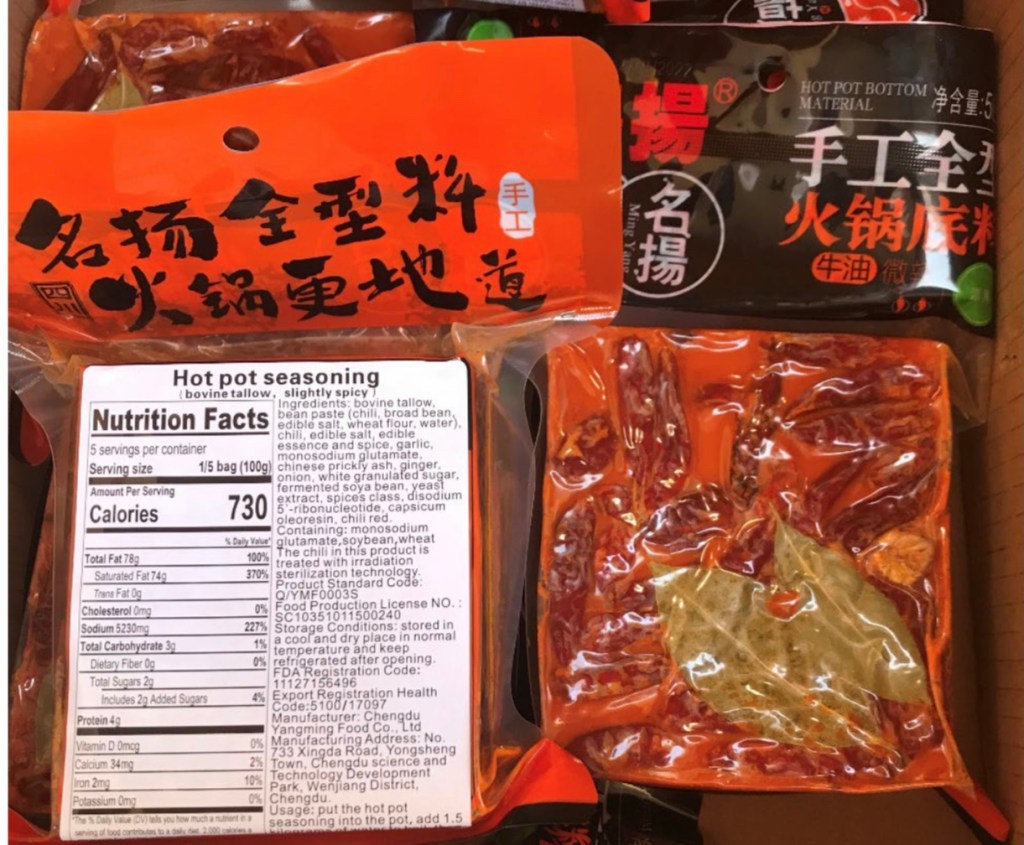 名扬全型料
手工
四川
火锅更地道
揚®
HOT POT BOTTOM
MATERIAL
净含量:5
手工全型
火锅底料
牛油
微
名揚
Ming Yang
Hot pot seasoning
(bovine tallow, slightly spicy)
Nutrition Facts
5 servings per container
Serving size 1/5 bag (100g)
Amount Per Serving
Calories 730
% Daily Value*
Total Fat 78g 100%
Saturated Fat 74g 370%
Trans Fat 0g
Cholesterol 0mg 0%
Sodium 5230mg 227%
Total Carbohydrate 3g 1%
Dietary Fiber 0g 0%
Total Sugars 2g
Includes 2g Added Sugars 4%
Protein 4g
Vitamin D 0mcg 0%
Calcium 34mg 2%
Iron 2mg 10%
Potassium 0mg 0%
*The % Daily Value (DV) tells you how much a nutrient in a
serving of food contributes to a daily diet. 2,000 calories a
Ingredients: bovine tallow,
bean paste (chili, broad bean,
edible salt, wheat flour, water),
chili, edible salt, edible
essence and spice, garlic,
monosodium glutamate,
chinese prickly ash, ginger,
onion, white granulated sugar,
fermented soya bean, yeast
extract, spices class, disodium
5'-ribonucleotide, capsicum
oleoresin, chili red.
Containing: monosodium
glutamate,soybean,wheat
The chili in this product is
treated with irradiation
sterilization technology.
Product Standard Code:
Q/YMF0003S
Food Production License NO. :
SC10351011500240
Storage Conditions: stored in
a cool and dry place in normal
temperature and keep
refrigerated after opening.
FDA Registration Code:
11127156496
Export Registration Health
Code:5100/17097
Manufacturer: Chengdu
Yangming Food Co., Ltd
Manufacturing Address: No.
733 Xingda Road, Yongsheng
Town, Chengdu science and
Technology Development
Park, Wenjiang District,
Chengdu.
Usage: put the hot pot
seasoning into the pot, add 1.5